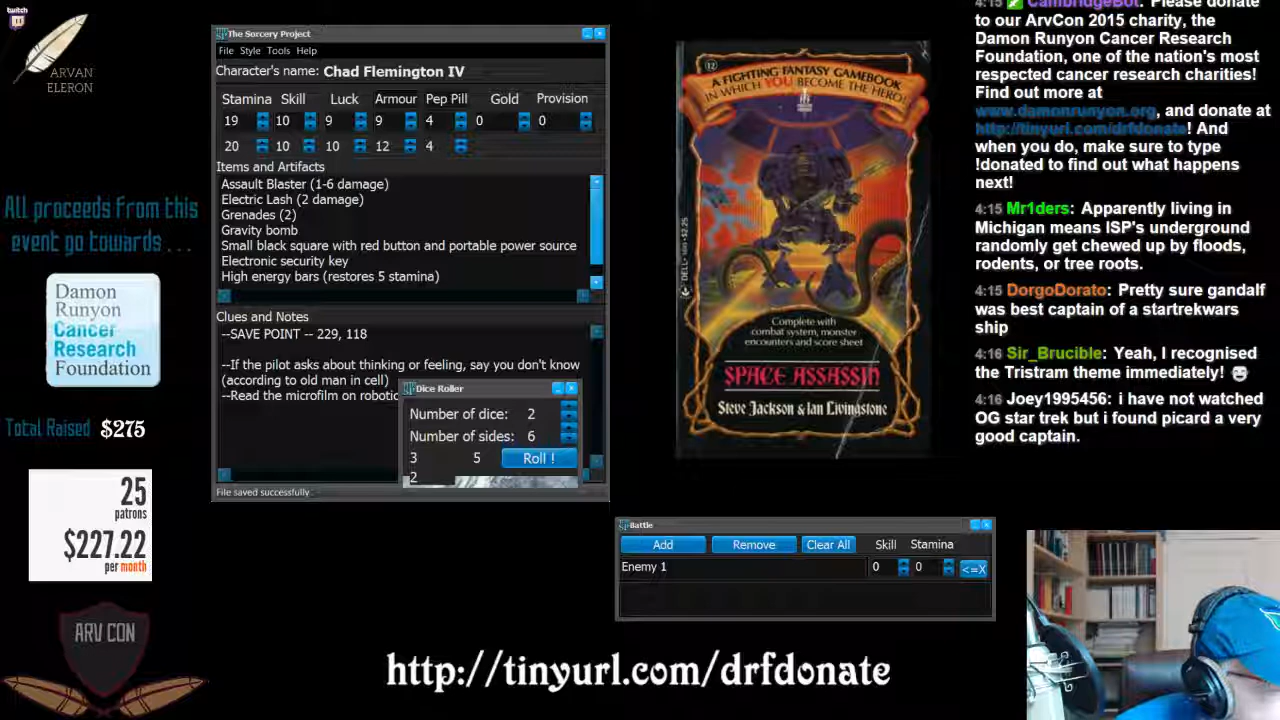 twitch
ARVAN
ELERON
All proceeds from this
event go towards . . .
Damon
Runyon
Cancer
Research
Foundation
Total Raised $275
25
patrons
$227.22
per month
ARV CON
The Sorcery Project
File Style Tools Help
Character's name: Chad Flemington IV
Stamina Skill Luck Armour Pep Pill Gold Provision
19 10 9 9 4 0 0
20 10 10 12 4
Items and Artifacts
Assault Blaster (1-6 damage)
Electric Lash (2 damage)
Grenades (2)
Gravity bomb
Small black square with red button and portable power source
Electronic security key
High energy bars (restores 5 stamina)
Clues and Notes
--SAVE POINT -- 229, 118
--If the pilot asks about thinking or feeling, say you don't know
(according to old man in cell)
--Read the microfilm on robotic
File saved successfully
Dice Roller
Number of dice: 2
Number of sides: 6
3 5 Roll !
2
12
A FIGHTING FANTASY GAMEBOOK
IN WHICH YOU BECOME THE HERO!
DELL • • $2.25
Complete with
combat system, monster
encounters and score sheet
SPACE ASSASSIN
Steve Jackson & Ian Livingstone
Battle
Add Remove Clear All Skill Stamina
Enemy 1 0 0 <=X
http://tinyurl.com/drfdonate
4:15 CambridgeBot: Please donate
to our ArvCon 2015 charity, the
Damon Runyon Cancer Research
Foundation, one of the nation's most
respected cancer research charities!
Find out more at
www.damonrunyon.org, and donate at
http://tinyurl.com/drfdonate! And
when you do, make sure to type
!donated to find out what happens
next!
4:15 Mr1ders: Apparently living in
Michigan means ISP's underground
randomly get chewed up by floods,
rodents, or tree roots.
4:15 DorgoDorato: Pretty sure gandalf
was best captain of a startrekwars
ship
4:16 Sir_Brucible: Yeah, I recognised
the Tristram theme immediately!
4:16 Joey1995456: i have not watched
OG star trek but i found picard a very
good captain.